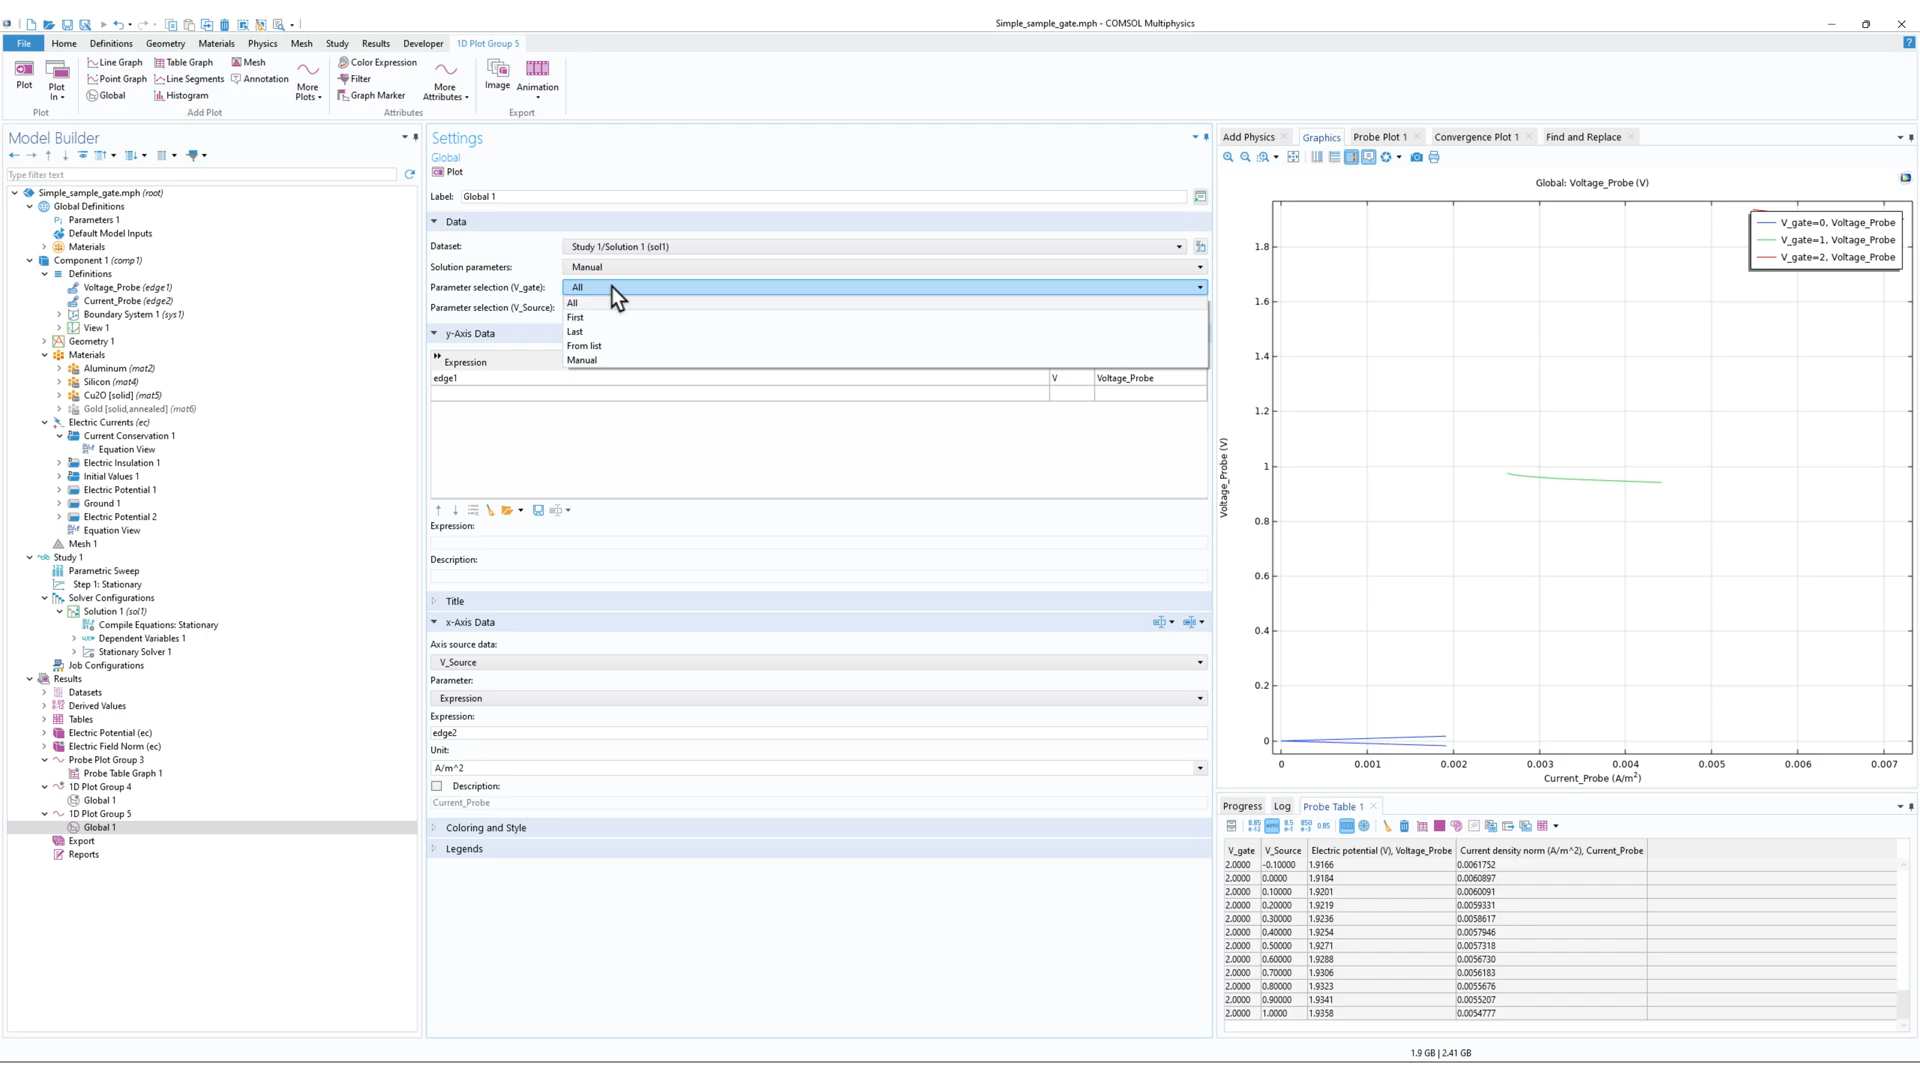 Simple_sample_gate.mph - COMSOL Multiphysics
File Home Definitions Geometry Materials Physics Mesh Study Results Developer 1D Plot Group 5
Plot
Plot In
Line Graph Table Graph Mesh
Point Graph Line Segments Annotation
Global Histogram
More Plots
Color Expression
Filter
Graph Marker
More Attributes
Image Animation
Plot Add Plot Attributes Export
Model Builder
Type filter text
Simple_sample_gate.mph (root)
Global Definitions
Parameters 1
Default Model Inputs
Materials
Component 1 (comp1)
Definitions
Voltage_Probe (edge1)
Current_Probe (edge2)
Boundary System 1 (sys1)
View 1
Geometry 1
Materials
Aluminum (mat2)
Silicon (mat4)
Cu2O [solid] (mat5)
Gold [solid,annealed] (mat6)
Electric Currents (ec)
Current Conservation 1
Equation View
Electric Insulation 1
Initial Values 1
Electric Potential 1
Ground 1
Electric Potential 2
Equation View
Mesh 1
Study 1
Parametric Sweep
Step 1: Stationary
Solver Configurations
Solution 1 (sol1)
Compile Equations: Stationary
Dependent Variables 1
Stationary Solver 1
Job Configurations
Results
Datasets
Derived Values
Tables
Electric Potential (ec)
Electric Field Norm (ec)
Probe Plot Group 3
Probe Table Graph 1
1D Plot Group 4
Global 1
1D Plot Group 5
Global 1
Export
Reports
Settings
Global
Plot
Label: Global 1
Data
Dataset: Study 1/Solution 1 (sol1)
Solution parameters: Manual
Parameter selection (V_gate): All
All
Parameter selection (V_Source):
First
Last
From list
Manual
y-Axis Data
Expression
edge1 V Voltage_Probe
Expression:
Description:
Title
x-Axis Data
Axis source data:
V_Source
Parameter:
Expression
Expression:
edge2
Unit:
A/m^2
Description:
Current_Probe
Coloring and Style
Legends
Add Physics Graphics Probe Plot 1 Convergence Plot 1 Find and Replace
Global: Voltage_Probe (V)
V_gate=0, Voltage_Probe
V_gate=1, Voltage_Probe
V_gate=2, Voltage_Probe
1.8
1.6
1.4
1.2
1
0.8
0.6
0.4
0.2
0
Voltage_Probe (V)
0 0.001 0.002 0.003 0.004 0.005 0.006 0.007
Current_Probe (A/m²)
Progress Log Probe Table 1
8.85 e-12 AUTO 8.5 e-1 850 e-3 0.85
V_gate V_Source Electric potential (V), Voltage_Probe Current density norm (A/m^2), Current_Probe
2.0000 -0.10000 1.9166 0.0061752
2.0000 0.0000 1.9184 0.0060897
2.0000 0.10000 1.9201 0.0060091
2.0000 0.20000 1.9219 0.0059331
2.0000 0.30000 1.9236 0.0058617
2.0000 0.40000 1.9254 0.0057946
2.0000 0.50000 1.9271 0.0057318
2.0000 0.60000 1.9288 0.0056730
2.0000 0.70000 1.9306 0.0056183
2.0000 0.80000 1.9323 0.0055676
2.0000 0.90000 1.9341 0.0055207
2.0000 1.0000 1.9358 0.0054777
1.9 GB | 2.41 GB